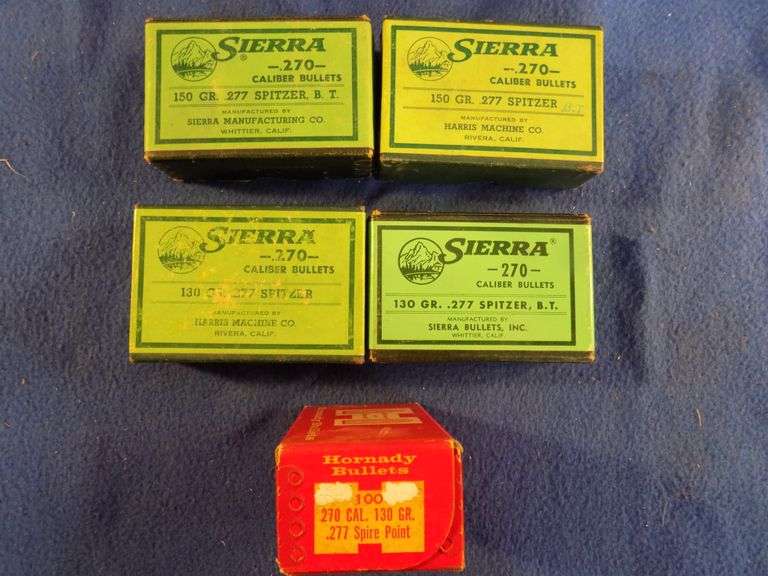 SIERRA®
—.270—
CALIBER BULLETS
150 GR. .277 SPITZER, B. T.
MANUFACTURED BY
SIERRA MANUFACTURING CO.
WHITTIER, CALIF.
SIERRA
—.270—
CALIBER BULLETS
150 GR. .277 SPITZER B.T
MANUFACTURED BY
HARRIS MACHINE CO.
RIVERA, CALIF.
SIERRA
—.270—
CALIBER BULLETS
130 GR. .277 SPITZER
MANUFACTURED BY
HARRIS MACHINE CO.
RIVERA, CALIF.
SIERRA®
—270—
CALIBER BULLETS
130 GR. .277 SPITZER, B.T.
MANUFACTURED BY
SIERRA BULLETS, INC.
WHITTIER, CALIF.
Hornady
Bullets
100
270 CAL. 130 GR.
.277 Spire Point